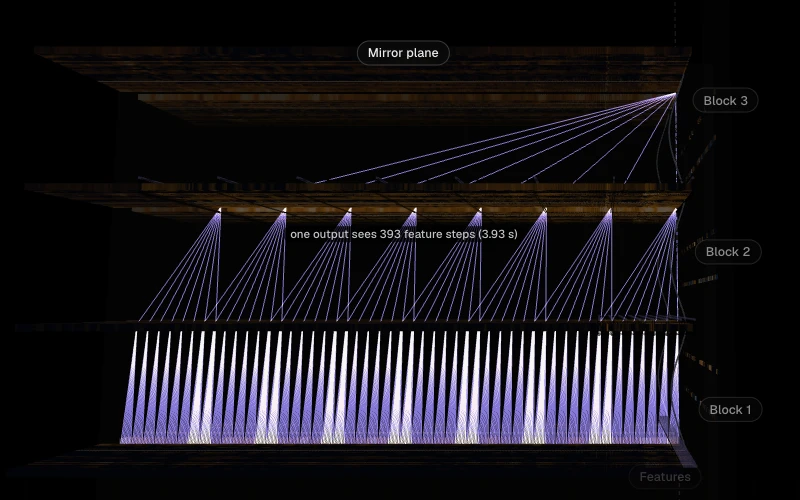 Mirror plane
Block 3
one output sees 393 feature steps (3.93 s)
Block 2
Block 1
Features